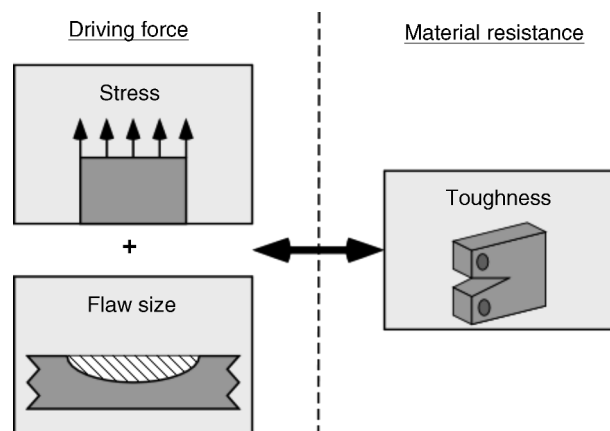 Driving force
Material resistance
Stress
Toughness
+
Flaw size